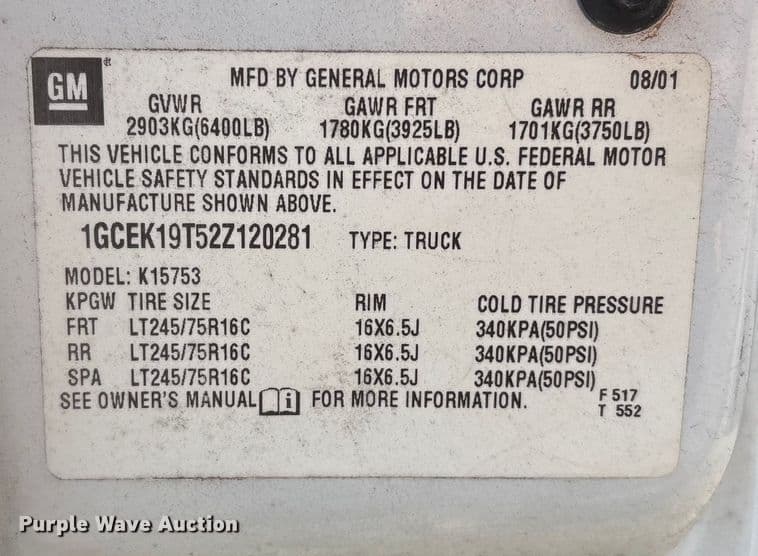 GM
MFD BY GENERAL MOTORS CORP 08/01
GVWR GAWR FRT GAWR RR
2903KG(6400LB) 1780KG(3925LB) 1701KG(3750LB)
THIS VEHICLE CONFORMS TO ALL APPLICABLE U.S. FEDERAL MOTOR
VEHICLE SAFETY STANDARDS IN EFFECT ON THE DATE OF
MANUFACTURE SHOWN ABOVE.
1GCEK19T52Z120281 TYPE: TRUCK
MODEL: K15753
KPGW TIRE SIZE RIM COLD TIRE PRESSURE
FRT LT245/75R16C 16X6.5J 340KPA(50PSI)
RR LT245/75R16C 16X6.5J 340KPA(50PSI)
SPA LT245/75R16C 16X6.5J 340KPA(50PSI)
SEE OWNER'S MANUAL i FOR MORE INFORMATION. F 517
T 552
Purple Wave Auction